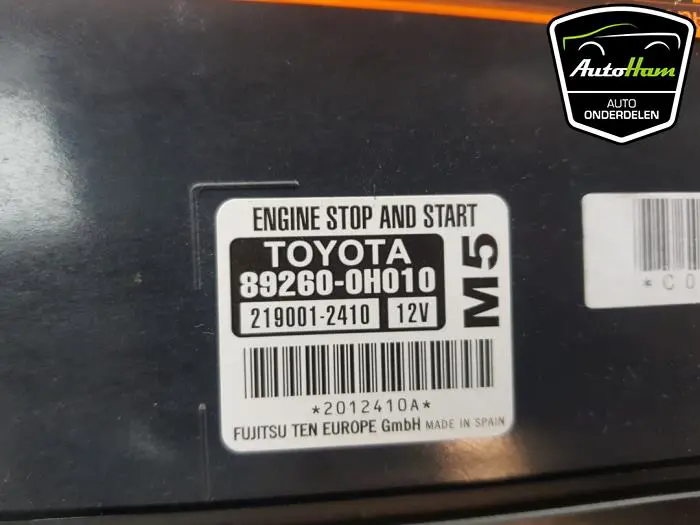 AutoHam
AUTO
ONDERDELEN
ENGINE STOP AND START
TOYOTA
89260-0H010
219001-2410 12V
M5
*2012410A*
FUJITSU TEN EUROPE GmbH MADE IN SPAIN
*C0